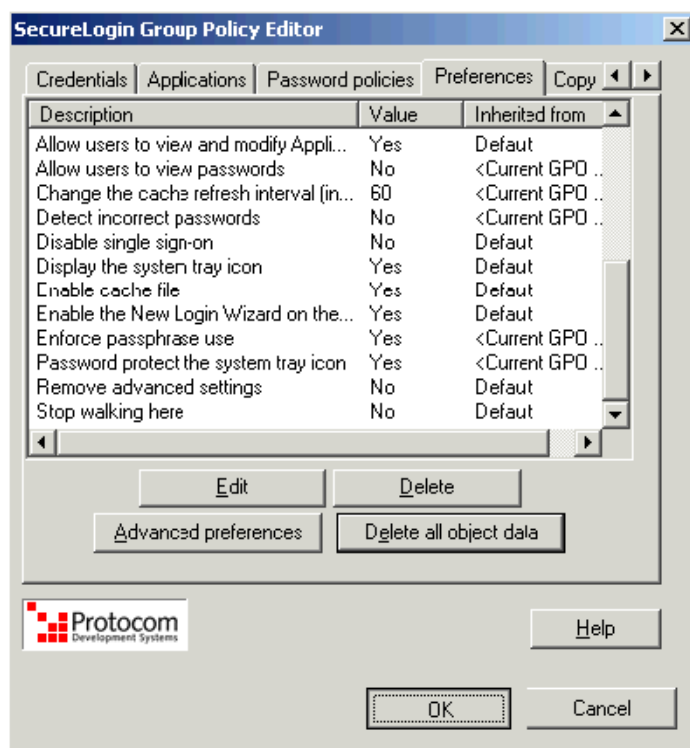 SecureLogin Group Policy Editor
Credentials Applications Password policies Preferences Copy
Description Value Inherited from
Allow users to view and modify Appli... Yes Defaut
Allow users to view passwords No <Current GPO ..
Change the cache refresh interval (in... 60 <Current GPO ..
Detect incorrect passwords No <Current GPO ..
Disable single sign-on No Defaut
Display the system tray icon Yes Defaut
Enable cache file Yes Defaut
Enable the New Login Wizard on the... Yes Defaut
Enforce passphrase use Yes <Current GPO ..
Password protect the system tray icon Yes <Current GPO ..
Remove advanced settings No Defaut
Stop walking here No Defaut
Edit Delete
Advanced preferences Delete all object data
Protocom
Development Systems
Help
OK Cancel